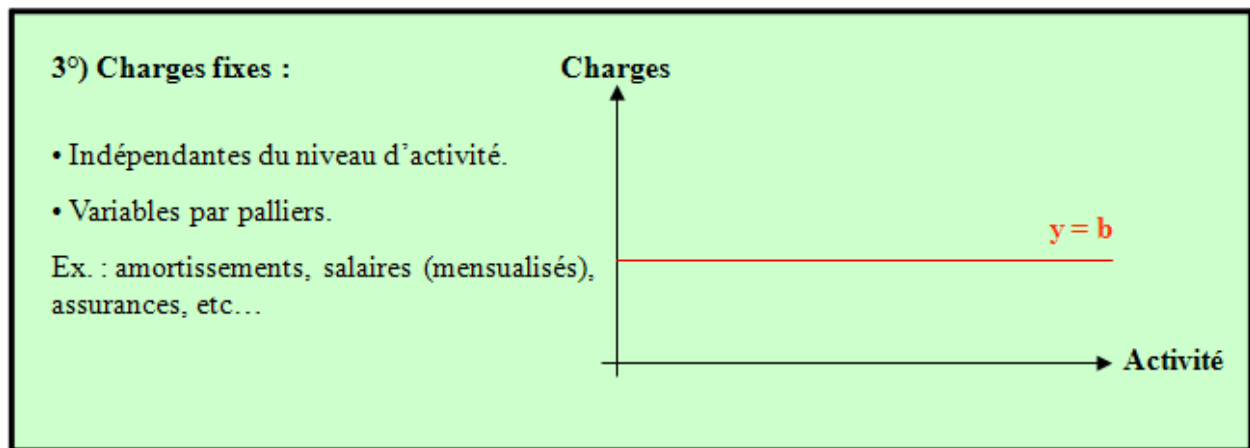 3°) Charges fixes :
Charges
• Indépendantes du niveau d’activité.
• Variables par palliers.
Ex. : amortissements, salaires (mensualisés),
assurances, etc…
y = b
Activité